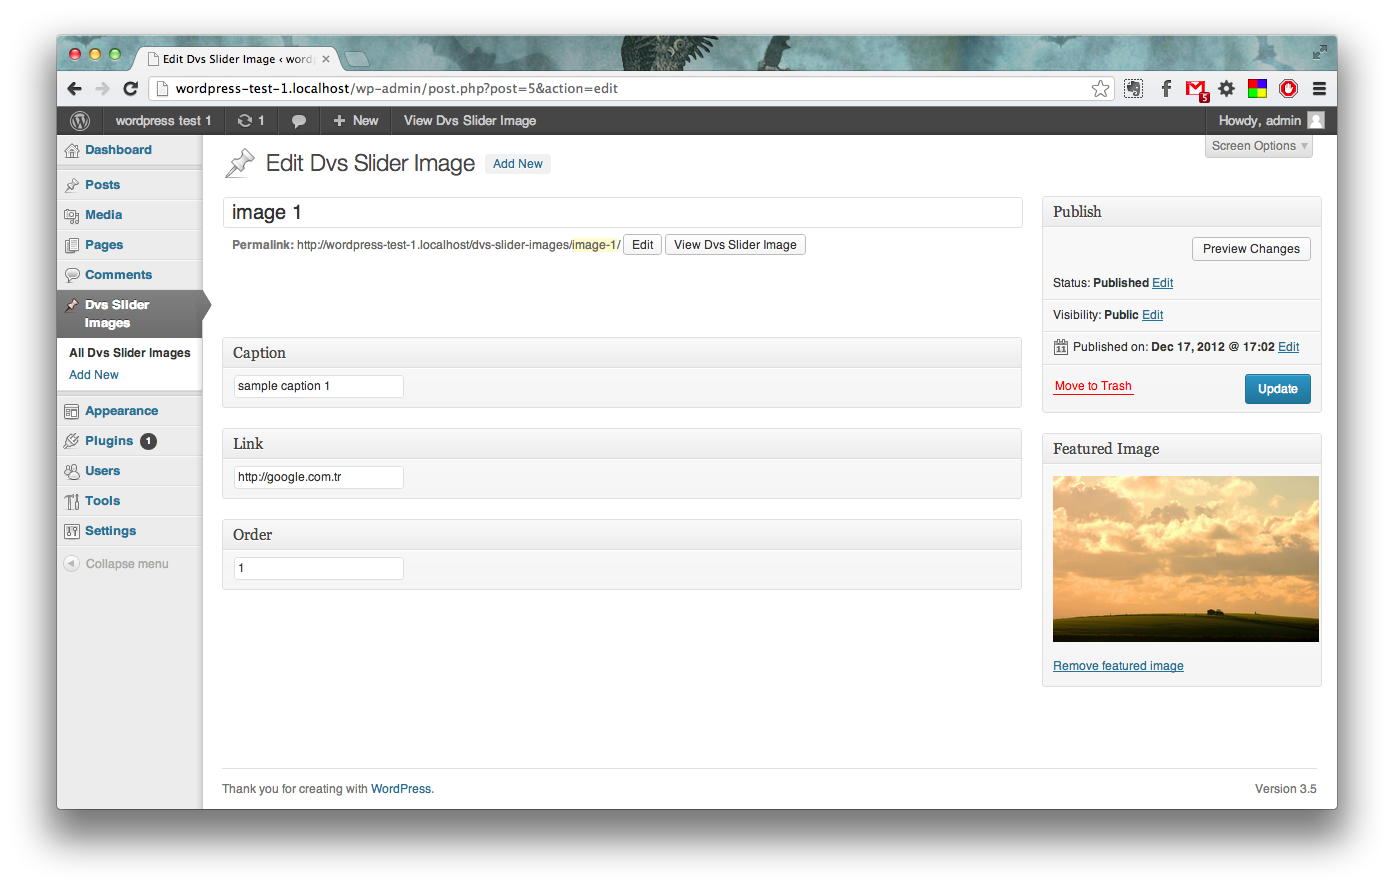 Edit Dvs Slider Image ‹ wordp
wordpress-test-1.localhost/wp-admin/post.php?post=5&action=edit
5
wordpress test 1
1
New
View Dvs Slider Image
Howdy, admin
Dashboard
Posts
Media
Pages
Comments
Dvs Slider
Images
All Dvs Slider Images
Add New
Appearance
Plugins 1
Users
Tools
Settings
Collapse menu
Screen Options
Edit Dvs Slider Image Add New
image 1
Permalink: http://wordpress-test-1.localhost/dvs-slider-images/image-1/ Edit View Dvs Slider Image
Caption
sample caption 1
Link
http://google.com.tr
Order
1
Publish
Preview Changes
Status: Published Edit
Visibility: Public Edit
11 Published on: Dec 17, 2012 @ 17:02 Edit
Move to Trash Update
Featured Image
Remove featured image
Thank you for creating with WordPress.
Version 3.5